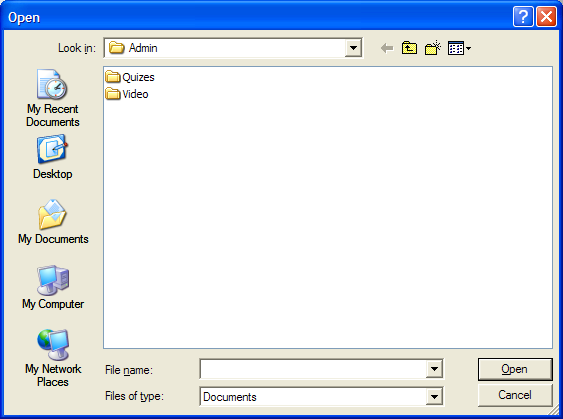 Open
Look in: Admin
My Recent
Documents
Desktop
My Documents
My Computer
My Network
Places
Quizes
Video
File name:
Open
Files of type: Documents
Cancel